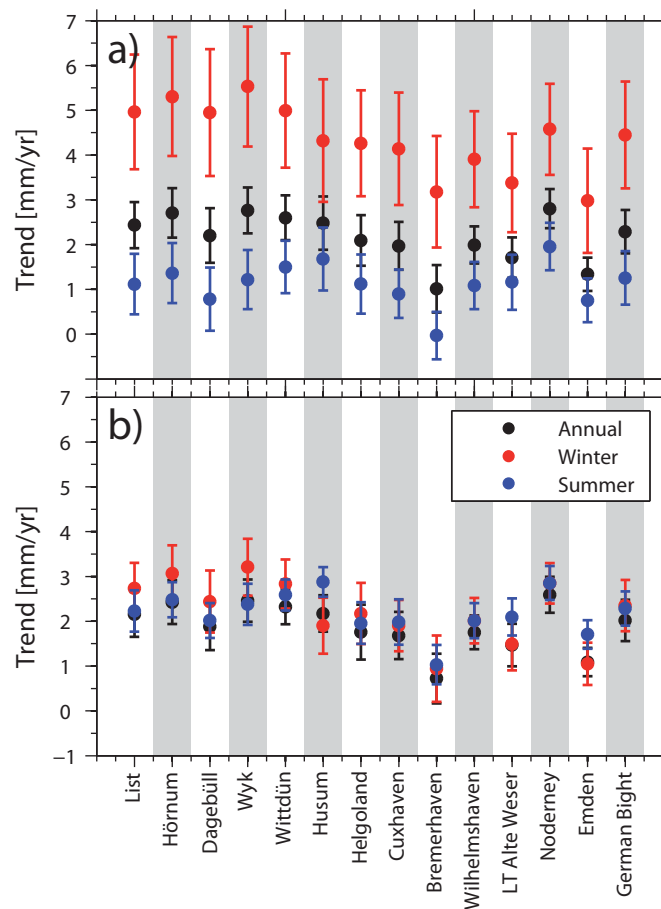 a)
Trend [mm/yr]
7
6
5
4
3
2
1
0
b)
Trend [mm/yr]
7
6
5
4
3
2
1
0
−1
Annual
Winter
Summer
List
Hörnum
Dagebüll
Wyk
Wittdün
Husum
Helgoland
Cuxhaven
Bremerhaven
Wilhelmshaven
LT Alte Weser
Noderney
Emden
German Bight